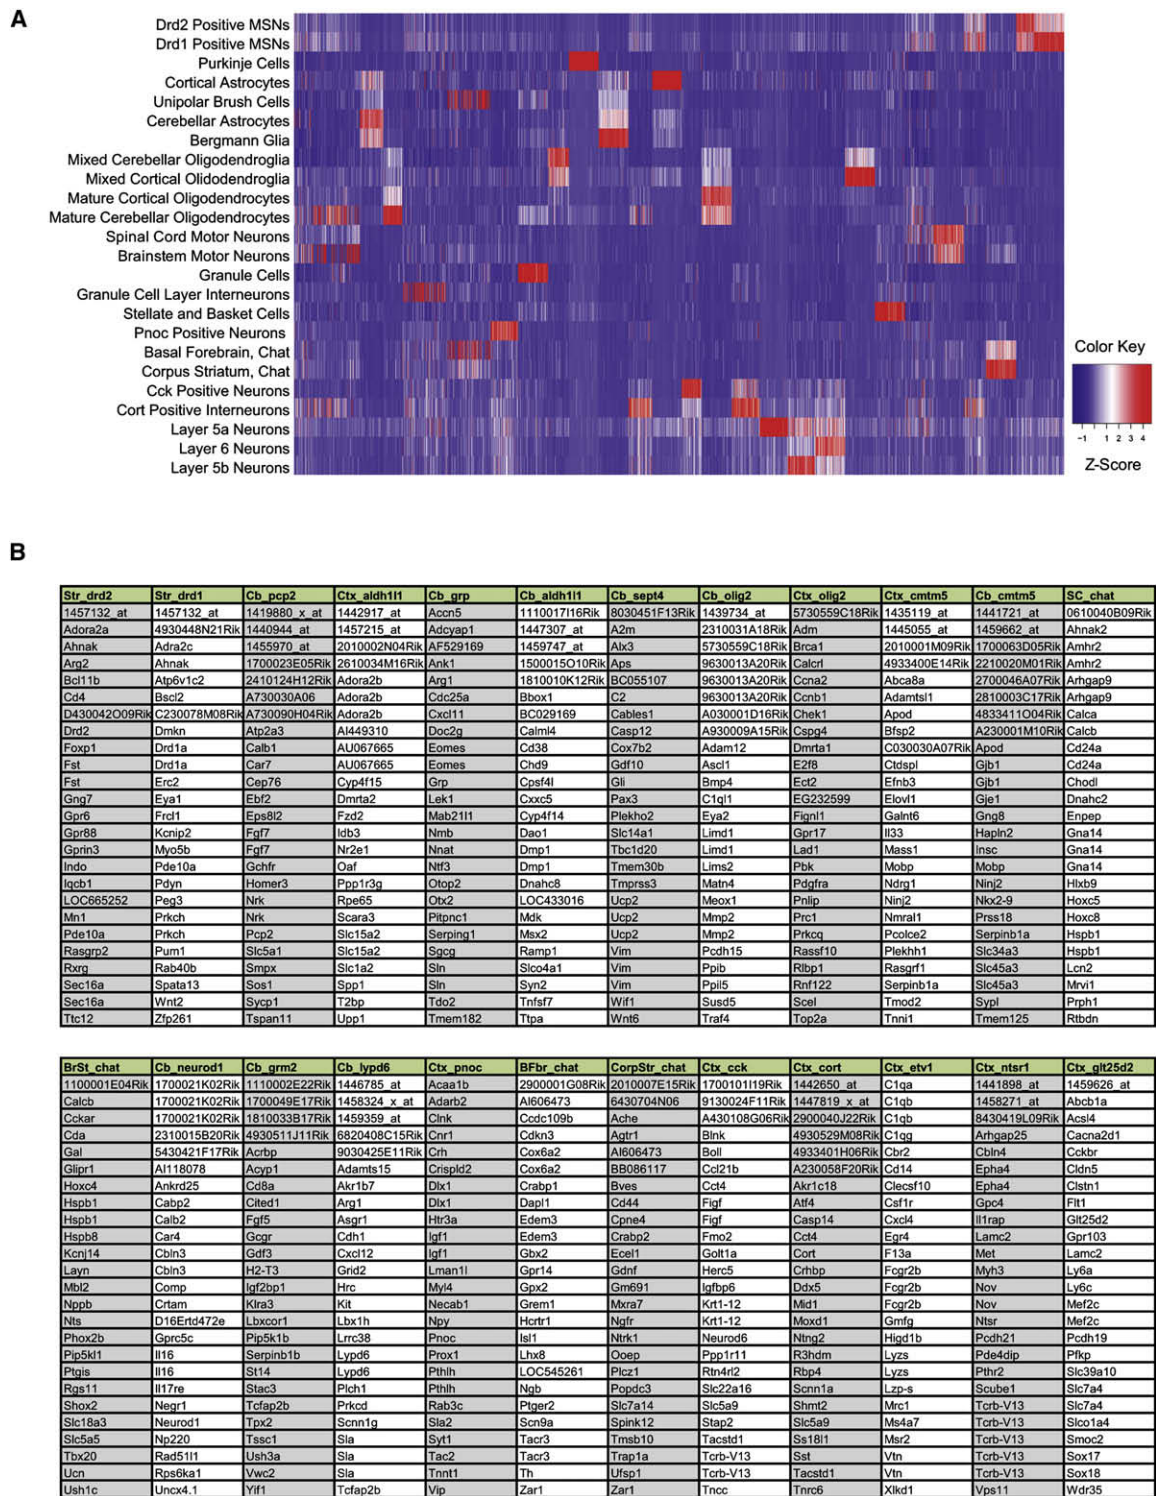 A
Drd2 Positive MSNs
Drd1 Positive MSNs
Purkinje Cells
Cortical Astrocytes
Unipolar Brush Cells
Cerebellar Astrocytes
Bergmann Glia
Mixed Cerebellar Oligodendroglia
Mixed Cortical Olidodendroglia
Mature Cortical Oligodendrocytes
Mature Cerebellar Oligodendrocytes
Spinal Cord Motor Neurons
Brainstem Motor Neurons
Granule Cells
Granule Cell Layer Interneurons
Stellate and Basket Cells
Pnoc Positive Neurons
Basal Forebrain, Chat
Corpus Striatum, Chat
Cck Positive Neurons
Cort Positive Interneurons
Layer 5a Neurons
Layer 6 Neurons
Layer 5b Neurons
Color Key
-1 1 2 3 4
Z-Score
B
Str_drd2 Str_drd1 Cb_pcp2 Ctx_aldh1l1 Cb_grp Cb_aldh1l1 Cb_sept4 Cb_olig2 Ctx_olig2 Ctx_cmtm5 Cb_cmtm5 SC_chat
1457132_at 1457132_at 1419880_x_at 1442917_at Accn5 1110017I16Rik 8030451F13Rik 1439734_at 5730559C18Rik 1435119_at 1441721_at 0610040B09Rik
Adora2a 4930448N21Rik 1440944_at 1457215_at Adcyap1 1447307_at A2m 2310031A18Rik Adm 1445055_at 1459662_at Ahnak2
Ahnak Adra2c 1455970_at 2010002N04Rik AF529169 1459747_at Alx3 5730559C18Rik Brca1 2010001M09Rik 1700063D05Rik Amhr2
Arg2 Ahnak 1700023E05Rik 2610034M16Rik Ank1 1500015O10Rik Aps 9630013A20Rik Calcrl 4933400E14Rik 2210020M01Rik Amhr2
Bcl11b Atp6v1c2 2410124H12Rik Adora2b Arg1 1810010K12Rik BC055107 9630013A20Rik Ccna2 Abca8a 2700046A07Rik Arhgap9
Cd4 Bscl2 A730030A06 Adora2b Cdc25a Bbox1 C2 9630013A20Rik Ccnb1 Adamtsl1 2810003C17Rik Arhgap9
D430042O09Rik C230078M08Rik A730090H04Rik Adora2b Cxcl11 BC029169 Cables1 A030001D16Rik Chek1 Apod 4833411O04Rik Calca
Drd2 Dmkn Atp2a3 AI449310 Doc2g Calml4 Casp12 A930009A15Rik Cspg4 Bfsp2 A230001M10Rik Calcb
Foxp1 Drd1a Calb1 AU067665 Eomes Cd38 Cox7b2 Adam12 Dmrta1 C030030A07Rik Apod Cd24a
Fst Drd1a Car7 AU067665 Eomes Chd9 Gdf10 Ascl1 E2f8 Ctdspl Gjb1 Cd24a
Fst Erc2 Cep76 Cyp4f15 Grp Cpsf4l Gli Bmp4 Ect2 Efnb3 Gjb1 Chodl
Gng7 Eya1 Ebf2 Dmrta2 Lek1 Cxxc5 Pax3 C1ql1 EG232599 Elovl1 Gje1 Dnahc2
Gpr6 Frcl1 Eps8l2 Fzd2 Mab21l1 Cyp4f14 Plekho2 Eya2 Fignl1 Galnt6 Gng8 Enpep
Gpr88 Kcnip2 Fgf7 Idb3 Nmb Dao1 Slc14a1 Limd1 Gpr17 Il33 Hapln2 Gna14
Gprin3 Myo5b Fgf7 Nr2e1 Nnat Dmp1 Tbc1d20 Limd1 Lad1 Mass1 Insc Gna14
Indo Pde10a Gchfr Oaf Ntf3 Dmp1 Tmem30b Lims2 Pbk Mobp Mobp Gna14
Iqcb1 Pdyn Homer3 Ppp1r3g Otop2 Dnahc8 Tmprss3 Matn4 Pdgfra Ndrg1 Ninj2 Hlxb9
LOC665252 Peg3 Nrk Rpe65 Otx2 LOC433016 Ucp2 Meox1 Pnlip Ninj2 Nkx2-9 Hoxc5
Mn1 Prkch Nrk Scara3 Pitpnc1 Mdk Ucp2 Mmp2 Prc1 Nmral1 Prss18 Hoxc8
Pde10a Prkch Pcp2 Slc15a2 Serping1 Msx2 Ucp2 Mmp2 Prkcq Pcolce2 Serpinb1a Hspb1
Rasgrp2 Pum1 Slc5a1 Slc15a2 Sgcg Ramp1 Vim Pcdh15 Rassf10 Plekhh1 Slc34a3 Hspb1
Rxrg Rab40b Smpx Slc1a2 Sln Slco4a1 Vim Ppib Rlbp1 Rasgrf1 Slc45a3 Lcn2
Sec16a Spata13 Sos1 Spp1 Sln Syn2 Vim Ppil5 Rnf122 Serpinb1a Slc45a3 Mrvi1
Sec16a Wnt2 Sycp1 T2bp Tdo2 Tnfsf7 Wif1 Susd5 Scel Tmod2 Sypl Prph1
Ttc12 Zfp261 Tspan11 Upp1 Tmem182 Ttpa Wnt6 Traf4 Top2a Tnni1 Tmem125 Rtbdn
BrSt_chat Cb_neurod1 Cb_grm2 Cb_lypd6 Ctx_pnoc BFbr_chat CorpStr_chat Ctx_cck Ctx_cort Ctx_etv1 Ctx_ntsr1 Ctx_glt25d2
1100001E04Rik 1700021K02Rik 1110002E22Rik 1446785_at Acaa1b 2900001G08Rik 2010007E15Rik 1700101I19Rik 1442650_at C1qa 1441898_at 1459626_at
Calcb 1700021K02Rik 1700049E17Rik 1458324_x_at Adarb2 AI606473 6430704N06 9130024F11Rik 1447819_x_at C1qb 1458271_at Abcb1a
Cckar 1700021K02Rik 1810033B17Rik 1459359_at Clnk Ccdc109b Ache A430108G06Rik 2900040J22Rik C1qb 8430419L09Rik Acsl4
Cda 2310015B20Rik 4930511J11Rik 6820408C15Rik Cnr1 Cdkn3 Agtr1 Blnk 4930529M08Rik C1qg Arhgap25 Cacna2d1
Gal 5430421F17Rik Acrbp 9030425E11Rik Crh Cox6a2 AI606473 Boll 4933401H06Rik Cbr2 Cbln4 Cckbr
Glipr1 AI118078 Acyp1 Adamts15 Crispld2 Cox6a2 BB086117 Ccl21b A230058F20Rik Cd14 Epha4 Cldn5
Hoxc4 Ankrd25 Cd8a Akr1b7 Dlx1 Crabp1 Bves Cct4 Akr1c18 Clecsf10 Epha4 Clstn1
Hspb1 Cabp2 Cited1 Arg1 Dlx1 Dapl1 Cd44 Figf Atf4 Csf1r Gpc4 Flt1
Hspb1 Calb2 Fgf5 Asgr1 Htr3a Edem3 Cpne4 Figf Casp14 Cxcl4 Il1rap Glt25d2
Hspb8 Car4 Gcgr Cdh1 Igf1 Edem3 Crabp2 Fmo2 Cct4 Egr4 Lamc2 Gpr103
Kcnj14 Cbln3 Gdf3 Cxcl12 Igf1 Gbx2 Ecel1 Golt1a Cort F13a Met Lamc2
Layn Cbln3 H2-T3 Grid2 Lman1l Gpr14 Gdnf Herc5 Crhbp Fcgr2b Myh3 Ly6a
Mbl2 Comp Igf2bp1 Hrc Myl4 Gpx2 Gm691 Igfbp6 Ddx5 Fcgr2b Nov Ly6c
Nppb Crtam Klra3 Kit Necab1 Grem1 Mxra7 Krt1-12 Mid1 Fcgr2b Nov Mef2c
Nts D16Ertd472e Lbxcor1 Lbx1h Npy Hcrtr1 Ngfr Krt1-12 Moxd1 Gmfg Ntsr Mef2c
Phox2b Gprc5c Pip5k1b Lrrc38 Pnoc Isl1 Ntrk1 Neurod6 Ntng2 Higd1b Pcdh21 Pcdh19
Pip5kl1 Il16 Serpinb1b Lypd6 Prox1 Lhx8 Ooep Ppp1r11 R3hdm Lyzs Pde4dip Pfkp
Ptgis Il16 St14 Lypd6 Pthlh LOC545261 Plcz1 Rtn4rl2 Rbp4 Lyzs Pthr2 Slc39a10
Rgs11 Il17re Stac3 Plch1 Pthlh Ngb Popdc3 Slc22a16 Scnn1a Lzp-s Scube1 Slc7a4
Shox2 Negr1 Tcfap2b Prkcd Rab3c Ptger2 Slc7a14 Slc5a9 Shmt2 Mrc1 Tcrb-V13 Slc7a4
Slc18a3 Neurod1 Tpx2 Scnn1g Sla2 Scn9a Spink12 Stap2 Slc5a9 Ms4a7 Tcrb-V13 Slco1a4
Slc5a5 Np220 Tssc1 Sla Syt1 Tacr3 Tmsb10 Tacstd1 Ss18l1 Msr2 Tcrb-V13 Smoc2
Tbx20 Rad51l1 Ush3a Sla Tac2 Tacr3 Trap1a Tcrb-V13 Sst Vtn Tcrb-V13 Sox17
Ucn Rps6ka1 Vwc2 Sla Tnnt1 Th Ufsp1 Tcrb-V13 Tacstd1 Vtn Tcrb-V13 Sox18
Ush1c Uncx4.1 Yif1 Tcfap2b Vip Zar1 Zar1 Tncc Tnrc6 Xlkd1 Vps11 Wdr35